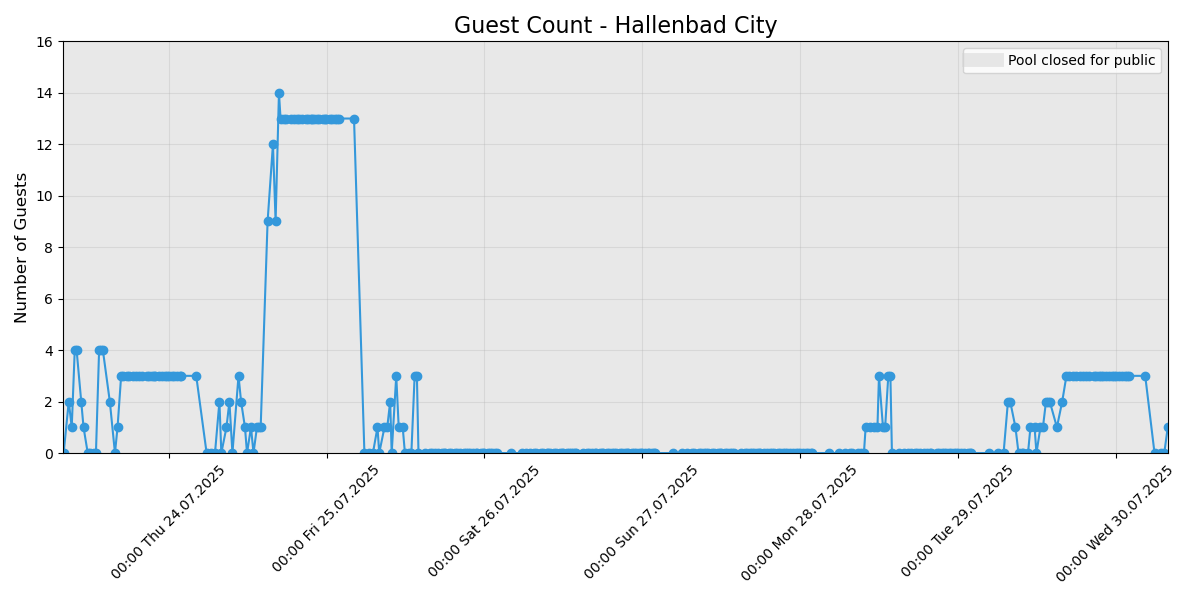 Guest Count - Hallenbad City
Pool closed for public
Number of Guests
16
14
12
10
8
6
4
2
0
00:00 Thu 24.07.2025
00:00 Fri 25.07.2025
00:00 Sat 26.07.2025
00:00 Sun 27.07.2025
00:00 Mon 28.07.2025
00:00 Tue 29.07.2025
00:00 Wed 30.07.2025